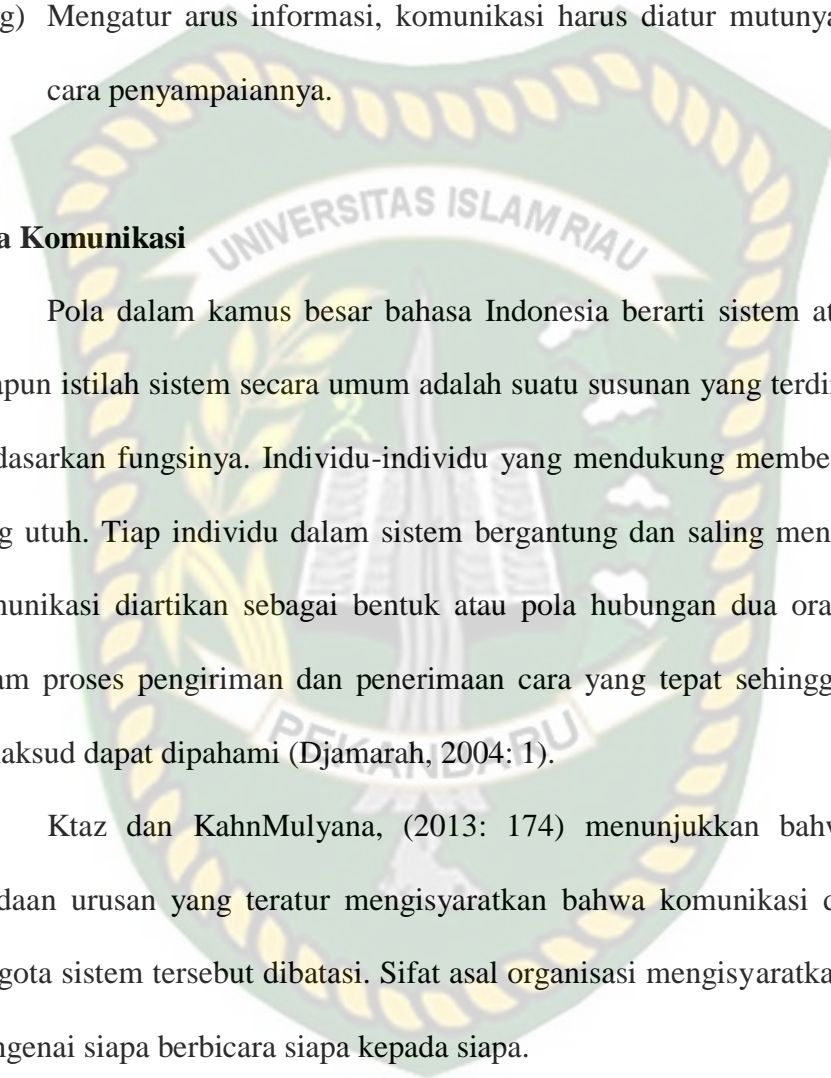 g) Mengatur arus informasi, komunikasi harus diatur mutunya
cara penyampaiannya.
UNIVERSITAS ISLAM RIAU
a Komunikasi
Pola dalam kamus besar bahasa Indonesia berarti sistem at
apun istilah sistem secara umum adalah suatu susunan yang terdi
dasarkan fungsinya. Individu-individu yang mendukung membe
g utuh. Tiap individu dalam sistem bergantung dan saling men
munikasi diartikan sebagai bentuk atau pola hubungan dua ora
am proses pengiriman dan penerimaan cara yang tepat sehingg
aksud dapat dipahami (Djamarah, 2004: 1).
PEKANBARU
Ktaz dan KahnMulyana, (2013: 174) menunjukkan bahw
daan urusan yang teratur mengisyaratkan bahwa komunikasi d
gota sistem tersebut dibatasi. Sifat asal organisasi mengisyaratka
ngenai siapa berbicara siapa kepada siapa.